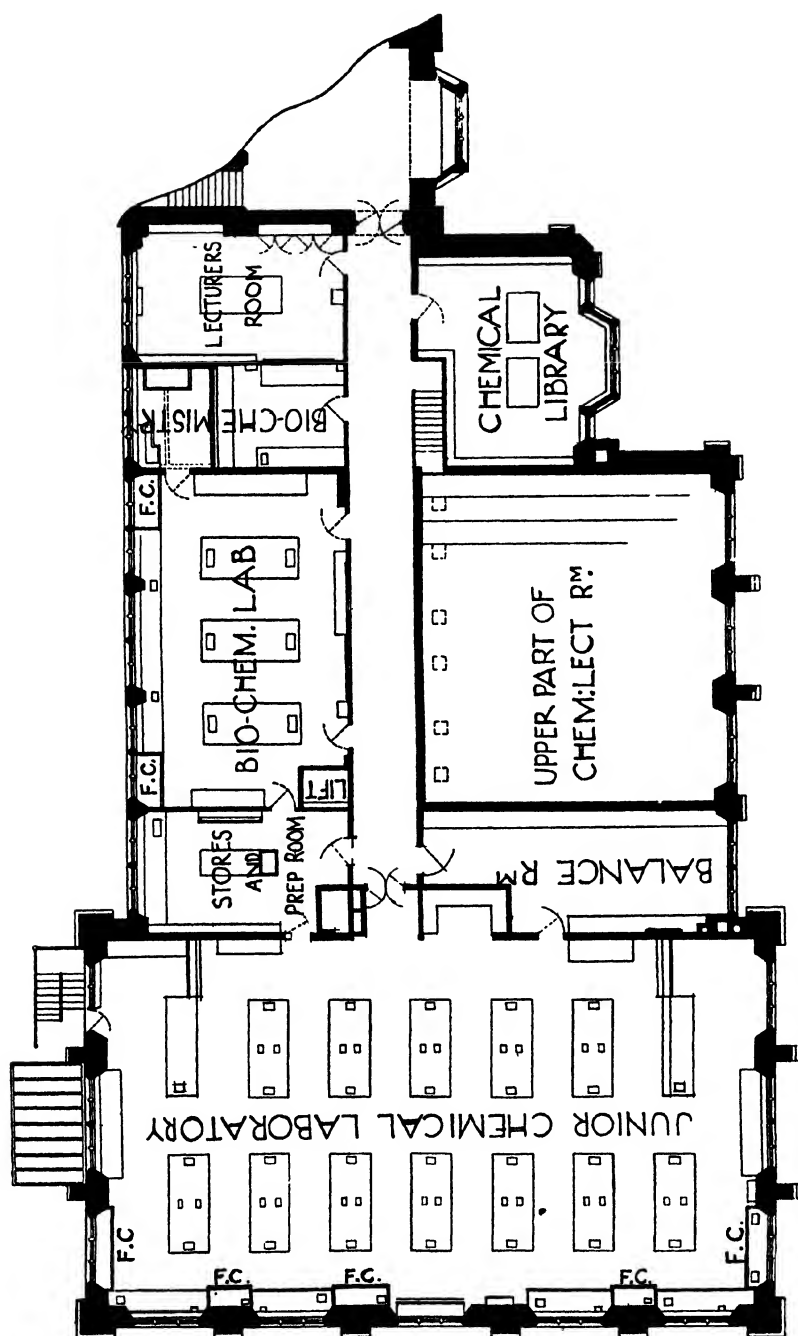 LECTURERS
ROOM
CHEMICAL
LIBRARY
BIO-CHEMISTR
F.C.
BIO-CHEM. LAB
F.C.
UPPER PART OF
CHEM: LECT RM.
LIFT
STORES
AND
PREP ROOM
BALANCE RM
JUNIOR CHEMICAL LABORATORY
F.C
F.C.
F.C.
F.C.
F.C.